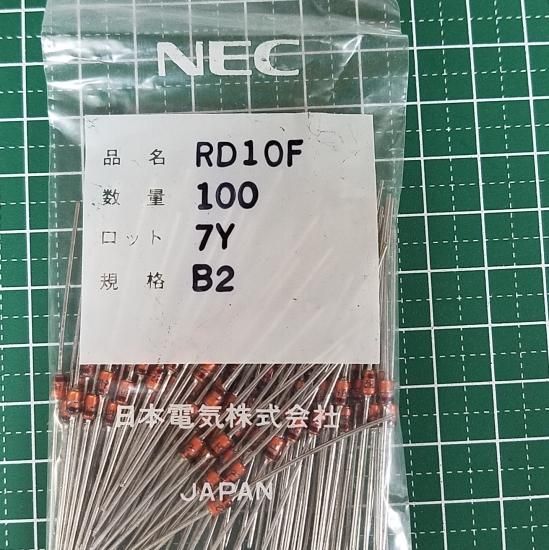 NEC
品名 RD10F
数量 100
ロット 7Y
規格 B2
日本電気株式会社
JAPAN